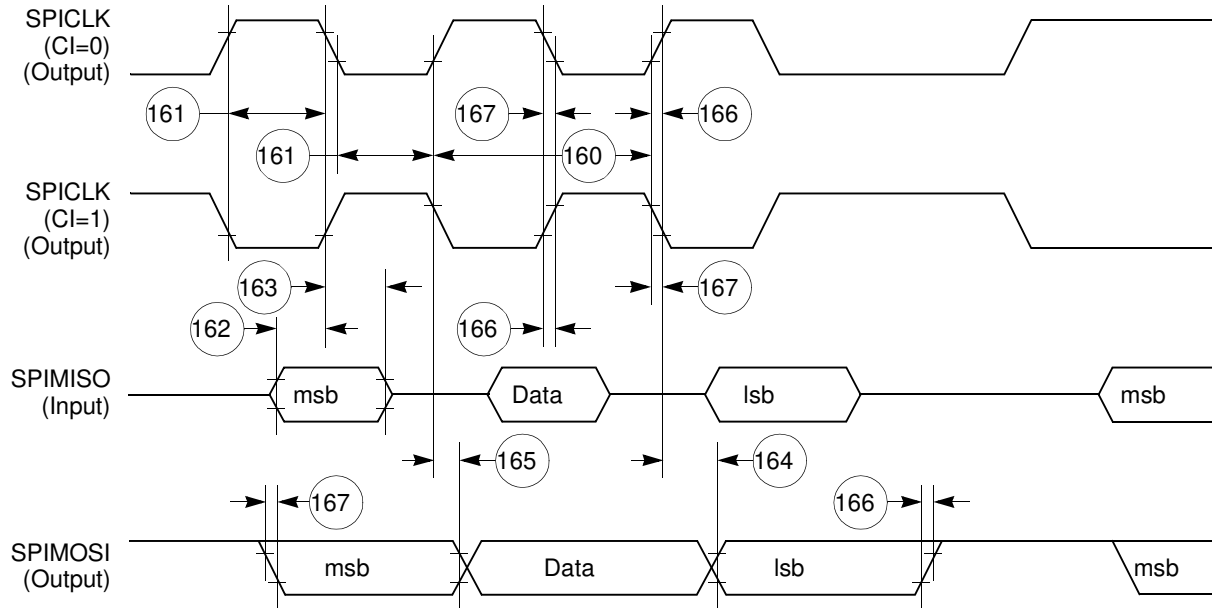 SPICLK
(CI=0)
(Output)
161
167
166
161
160
SPICLK
(CI=1)
(Output)
163
167
162
166
SPIMISO
(Input)
msb
Data
lsb
msb
165
164
167
166
SPIMOSI
(Output)
msb
Data
lsb
msb